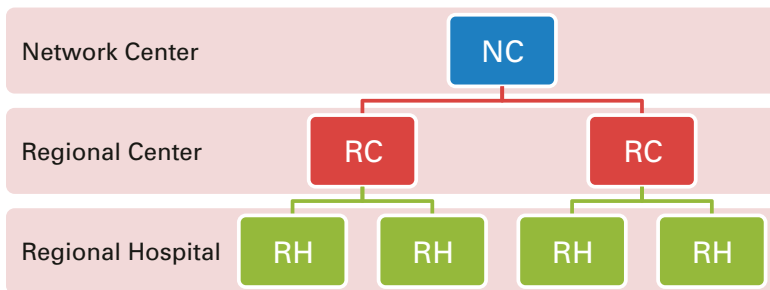 Network Center NC
Regional Center RC RC
Regional Hospital RH RH RH RH